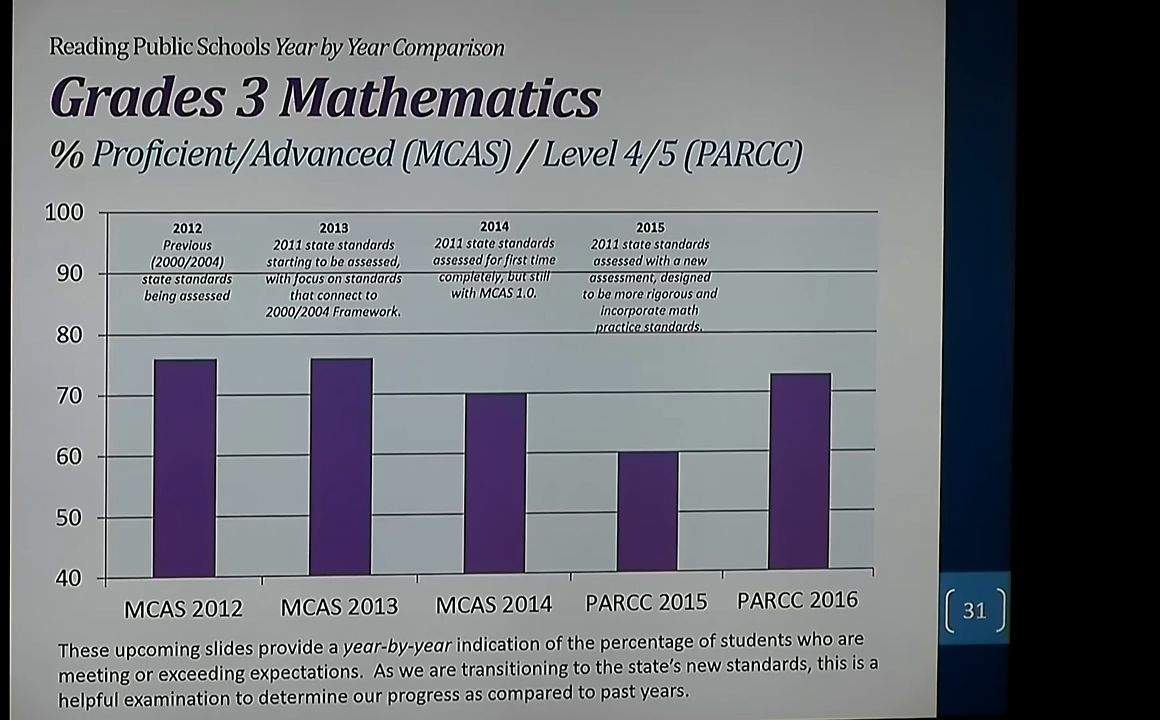 Reading Public Schools Year by Year Comparison
Grades 3 Mathematics
% Proficient/Advanced (MCAS) / Level 4/5 (PARCC)
100
90
80
70
60
50
40
2012
Previous
(2000/2004)
state standards
being assessed
2013
2011 state standards
starting to be assessed,
with focus on standards
that connect to
2000/2004 Framework.
2014
2011 state standards
assessed for first time
completely, but still
with MCAS 1.0.
2015
2011 state standards
assessed with a new
assessment, designed
to be more rigorous and
incorporate math
practice standards.
MCAS 2012
MCAS 2013
MCAS 2014
PARCC 2015
PARCC 2016
31
These upcoming slides provide a year-by-year indication of the percentage of students who are
meeting or exceeding expectations. As we are transitioning to the state's new standards, this is a
helpful examination to determine our progress as compared to past years.